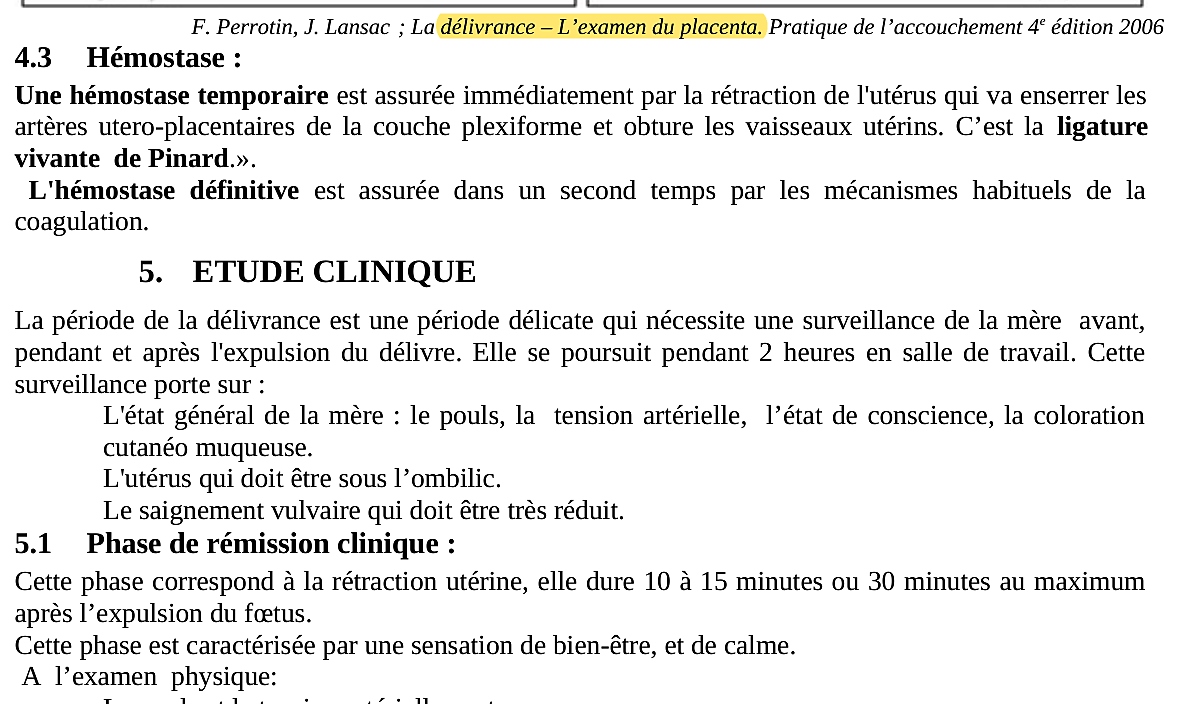 F. Perrotin, J. Lansac ; La délivrance – L’examen du placenta. Pratique de l’accouchement 4e édition 2006
4.3 Hémostase :
Une hémostase temporaire est assurée immédiatement par la rétraction de l'utérus qui va enserrer les
artères utero-placentaires de la couche plexiforme et obture les vaisseaux utérins. C’est la ligature
vivante de Pinard.».
L'hémostase définitive est assurée dans un second temps par les mécanismes habituels de la
coagulation.
5. ETUDE CLINIQUE
La période de la délivrance est une période délicate qui nécessite une surveillance de la mère avant,
pendant et après l'expulsion du délivre. Elle se poursuit pendant 2 heures en salle de travail. Cette
surveillance porte sur :
L'état général de la mère : le pouls, la tension artérielle, l’état de conscience, la coloration
cutanéo muqueuse.
L'utérus qui doit être sous l’ombilic.
Le saignement vulvaire qui doit être très réduit.
5.1 Phase de rémission clinique :
Cette phase correspond à la rétraction utérine, elle dure 10 à 15 minutes ou 30 minutes au maximum
après l’expulsion du fœtus.
Cette phase est caractérisée par une sensation de bien-être, et de calme.
A l’examen physique: